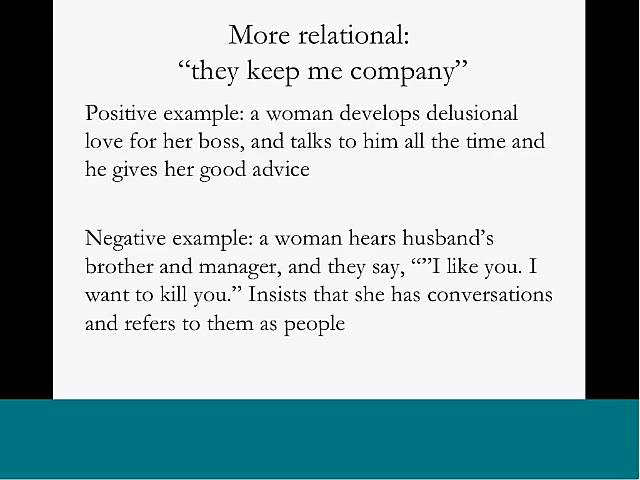 More relational:
“they keep me company”
Positive example: a woman develops delusional
love for her boss, and talks to him all the time and
he gives her good advice
Negative example: a woman hears husband’s
brother and manager, and they say, “”I like you. I
want to kill you.” Insists that she has conversations
and refers to them as people